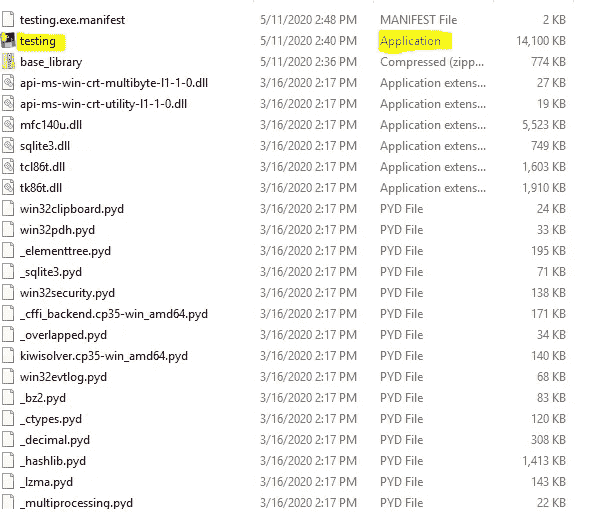 testing.exe.manifest 5/11/2020 2:48 PM MANIFEST File 2 KB
testing 5/11/2020 2:40 PM Application 14,100 KB
base_library 5/11/2020 2:36 PM Compressed (zipp... 774 KB
api-ms-win-crt-multibyte-l1-1-0.dll 3/16/2020 2:17 PM Application extens... 27 KB
api-ms-win-crt-utility-l1-1-0.dll 3/16/2020 2:17 PM Application extens... 19 KB
mfc140u.dll 3/16/2020 2:17 PM Application extens... 5,523 KB
sqlite3.dll 3/16/2020 2:17 PM Application extens... 749 KB
tcl86t.dll 3/16/2020 2:17 PM Application extens... 1,603 KB
tk86t.dll 3/16/2020 2:17 PM Application extens... 1,910 KB
win32clipboard.pyd 3/16/2020 2:17 PM PYD File 24 KB
win32pdh.pyd 3/16/2020 2:17 PM PYD File 33 KB
_elementtree.pyd 3/16/2020 2:17 PM PYD File 195 KB
_sqlite3.pyd 3/16/2020 2:17 PM PYD File 71 KB
win32security.pyd 3/16/2020 2:17 PM PYD File 138 KB
_cffi_backend.cp35-win_amd64.pyd 3/16/2020 2:17 PM PYD File 171 KB
_overlapped.pyd 3/16/2020 2:17 PM PYD File 34 KB
kiwisolver.cp35-win_amd64.pyd 3/16/2020 2:17 PM PYD File 140 KB
win32evtlog.pyd 3/16/2020 2:17 PM PYD File 68 KB
_bz2.pyd 3/16/2020 2:17 PM PYD File 83 KB
_ctypes.pyd 3/16/2020 2:17 PM PYD File 120 KB
_decimal.pyd 3/16/2020 2:17 PM PYD File 308 KB
_hashlib.pyd 3/16/2020 2:17 PM PYD File 1,413 KB
_lzma.pyd 3/16/2020 2:17 PM PYD File 143 KB
_multiprocessing.pyd 3/16/2020 2:17 PM PYD File 22 KB